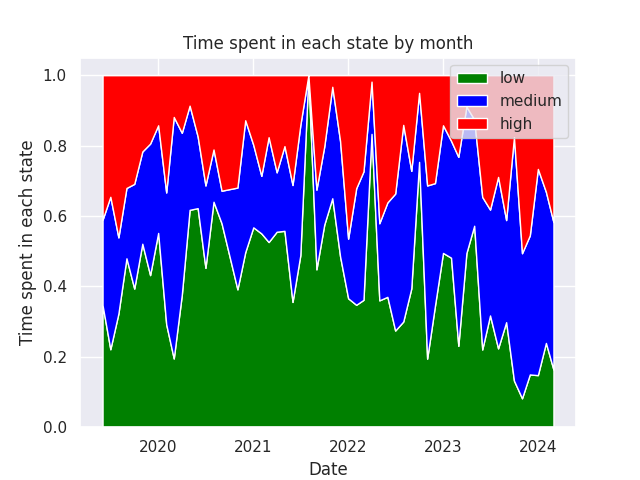 Time spent in each state by month
low
medium
high
1.0
0.8
0.6
0.4
0.2
0.0
Time spent in each state
2020 2021 2022 2023 2024
Date